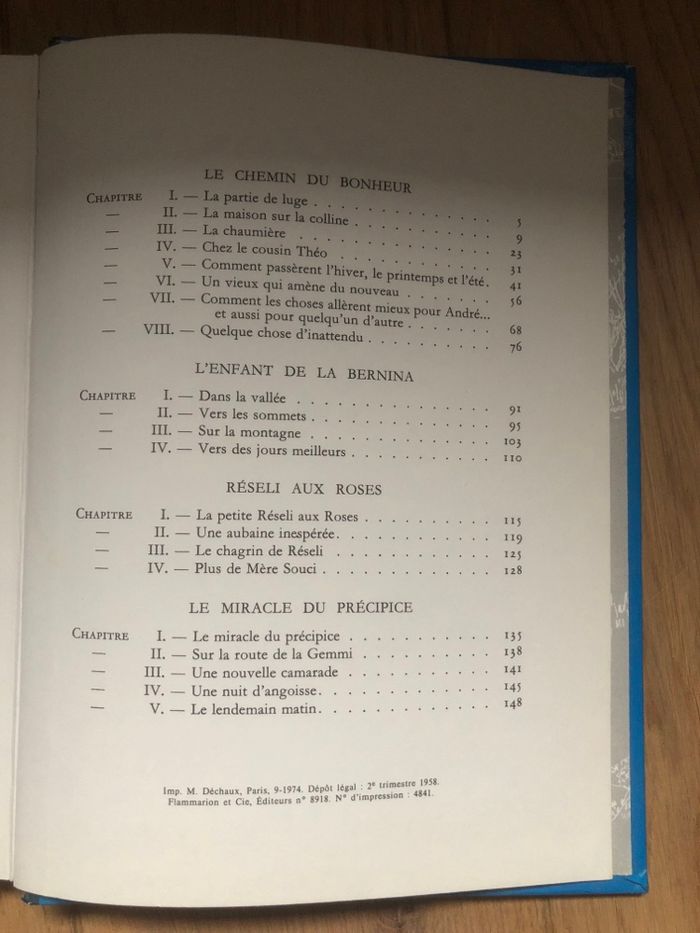 LE CHEMIN DU BONHEUR
CHAPITRE I. — La partie de luge . . . . . . . . . . . . 5
— II. — La maison sur la colline . . . . . . . . . . 9
— III. — La chaumière . . . . . . . . . . . . . 23
— IV. — Chez le cousin Théo . . . . . . . . . . . 31
— V. — Comment passèrent l'hiver, le printemps et l'été. 41
— VI. — Un vieux qui amène du nouveau . . . . . . 56
— VII. — Comment les choses allèrent mieux pour André...
et aussi pour quelqu'un d'autre . . . . . . 68
— VIII. — Quelque chose d'inattendu . . . . . . . . . 76
L'ENFANT DE LA BERNINA
CHAPITRE I. — Dans la vallée . . . . . . . . . . . . . 91
— II. — Vers les sommets . . . . . . . . . . . . 95
— III. — Sur la montagne . . . . . . . . . . . . 103
— IV. — Vers des jours meilleurs . . . . . . . . . . 110
RÉSELI AUX ROSES
CHAPITRE I. — La petite Réseli aux Roses . . . . . . . . . 115
— II. — Une aubaine inespérée. . . . . . . . . . . 119
— III. — Le chagrin de Réseli . . . . . . . . . . . 125
— IV. — Plus de Mère Souci . . . . . . . . . . . 128
LE MIRACLE DU PRÉCIPICE
CHAPITRE I. — Le miracle du précipice . . . . . . . . . . 135
— II. — Sur la route de la Gemmi . . . . . . . . . 138
— III. — Une nouvelle camarade . . . . . . . . . . 141
— IV. — Une nuit d'angoisse. . . . . . . . . . . . 145
— V. — Le lendemain matin. . . . . . . . . . . . 148
Imp. M. Déchaux, Paris, 9-1974. Dépôt légal : 2e trimestre 1958.
Flammarion et Cie, Éditeurs n° 8918. N° d'impression : 4841.